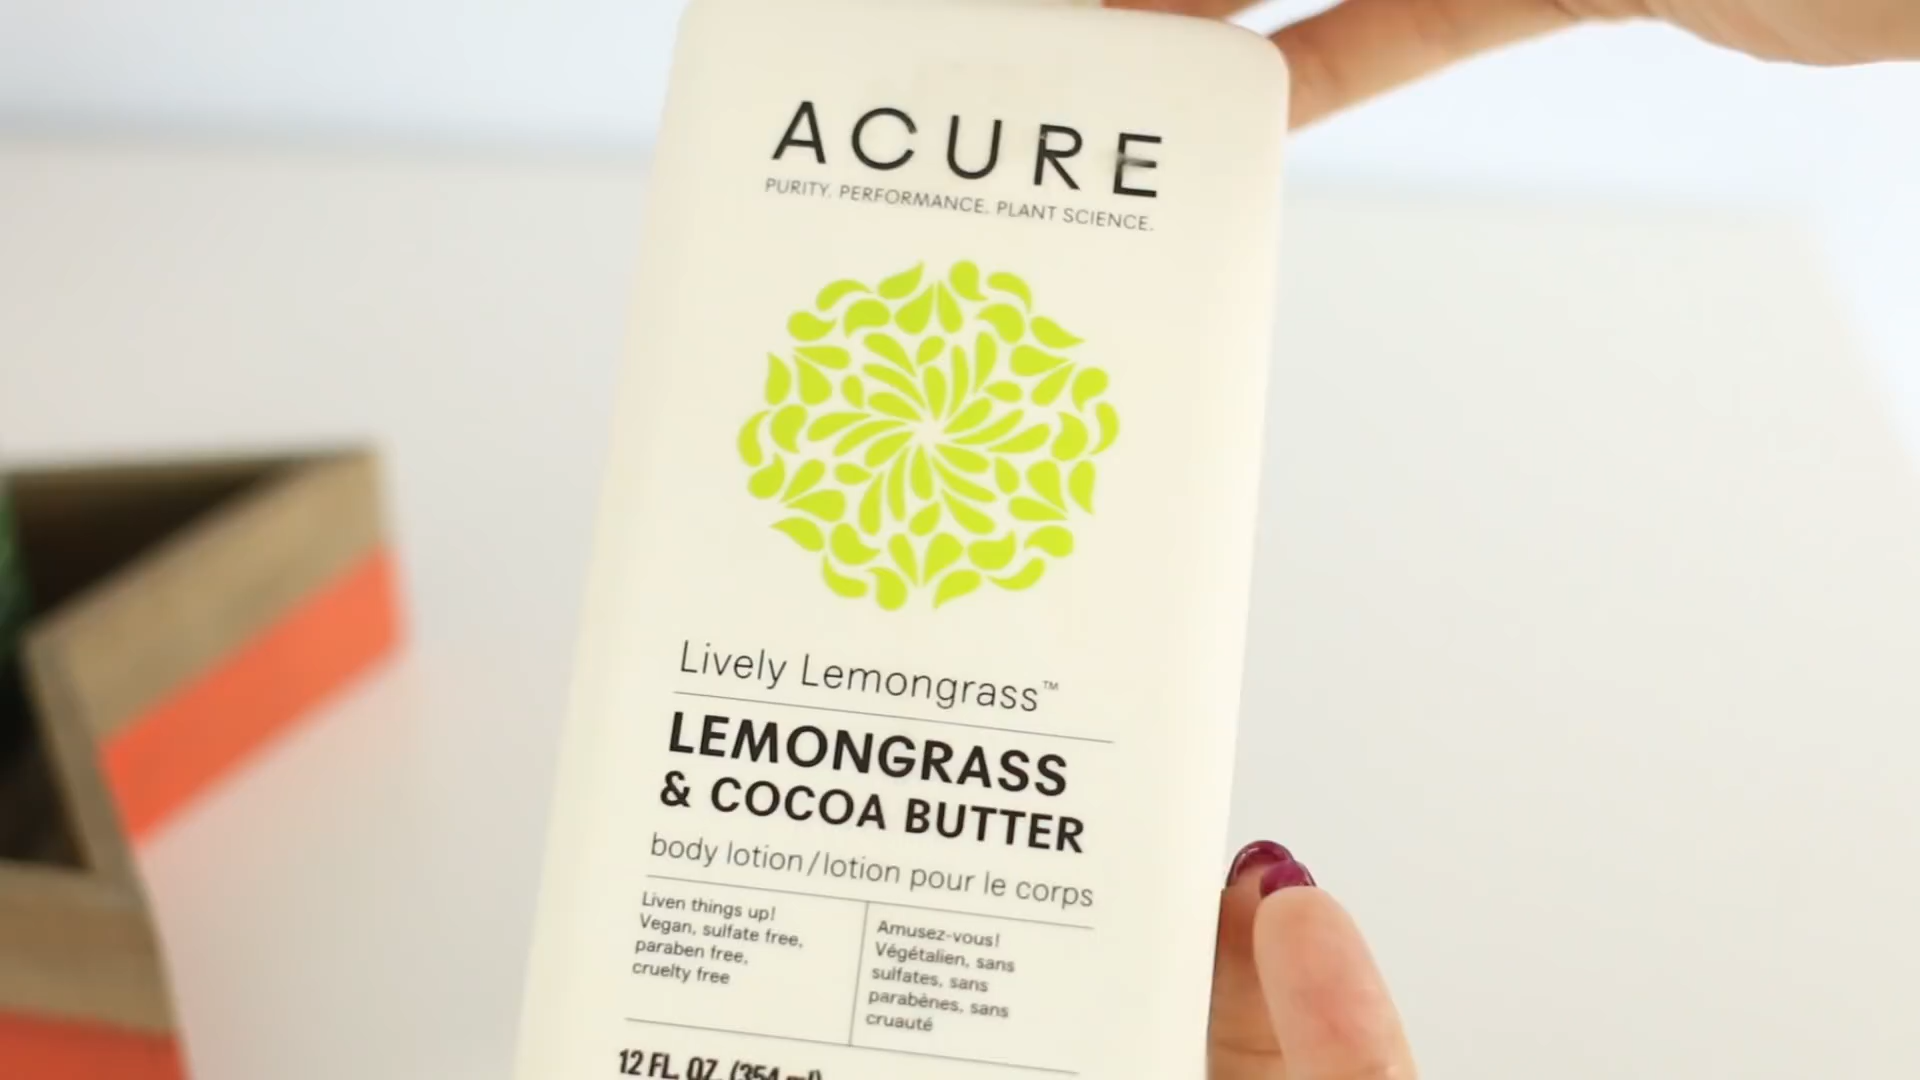 ACURE
PURITY. PERFORMANCE. PLANT SCIENCE.
Lively Lemongrass™
LEMONGRASS
& COCOA BUTTER
body lotion/lotion pour le corps
Liven things up!
Vegan, sulfate free,
paraben free,
cruelty free
Amusez-vous!
Végétalien, sans
sulfates, sans
parabènes, sans
cruauté
12 FL. OZ. (354 ml)